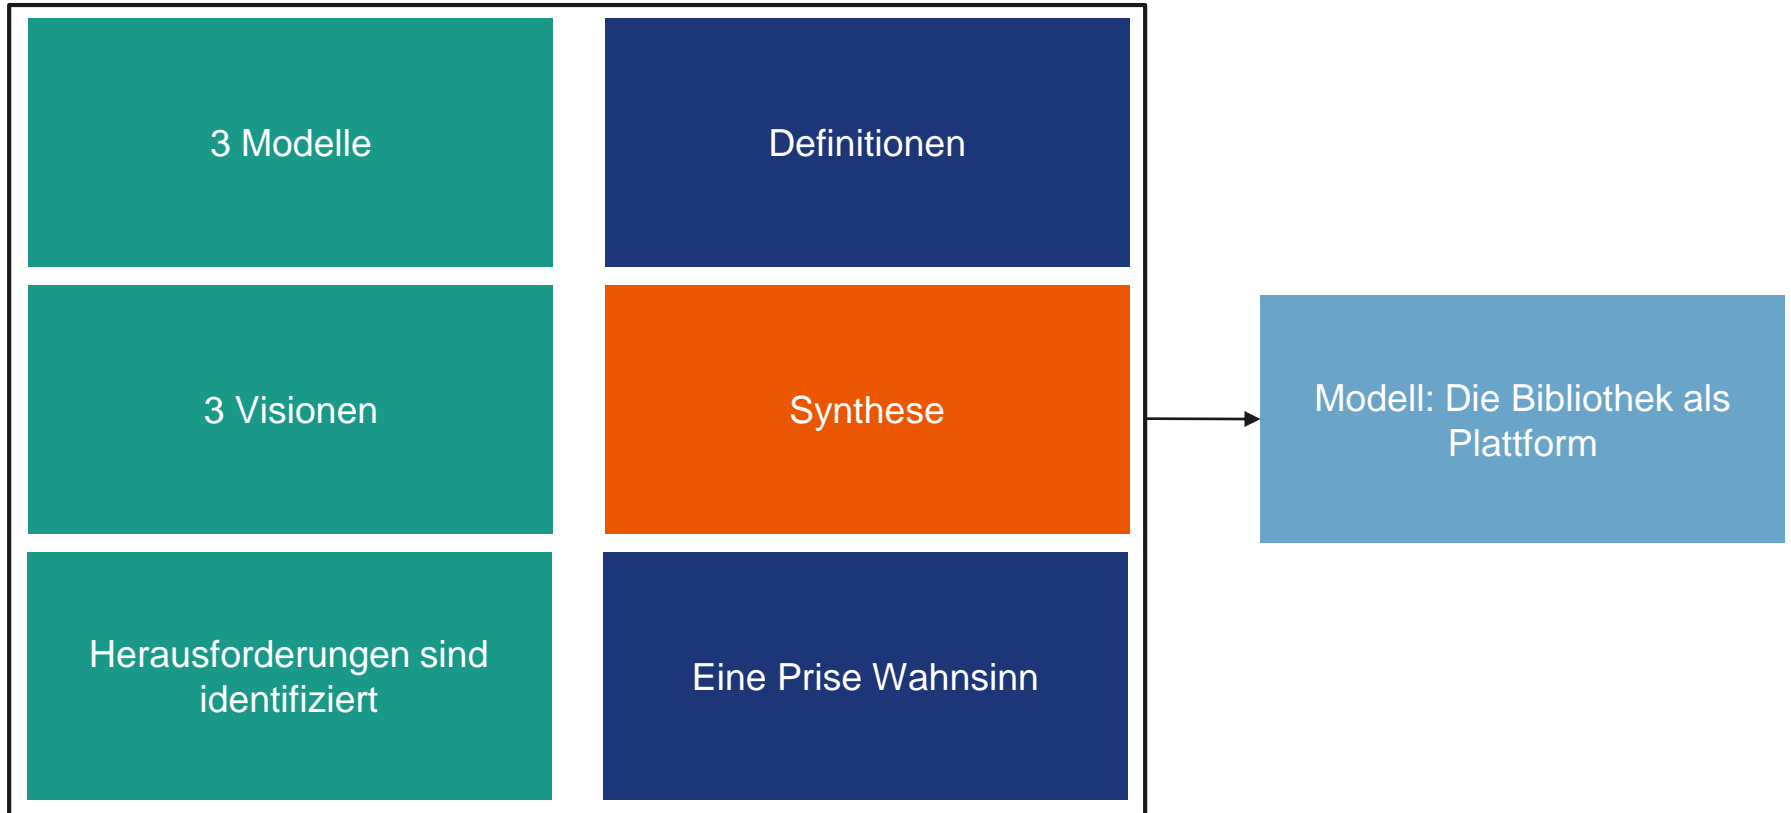 3 Modelle
Definitionen
3 Visionen
Synthese
Modell: Die Bibliothek als
Plattform
Herausforderungen sind
identifiziert
Eine Prise Wahnsinn